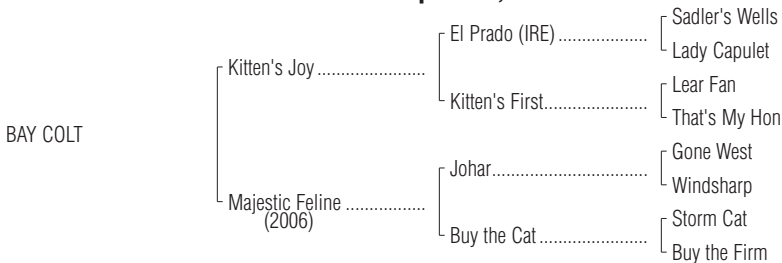 El Prado (IRE) ................... Sadler's Wells
Lady Capulet
Kitten's Joy .......................
Kitten's First...................... Lear Fan
That's My Hon
BAY COLT
Johar................................. Gone West
Windsharp
Majestic Feline .................
(2006)
Buy the Cat ....................... Storm Cat
Buy the Firm